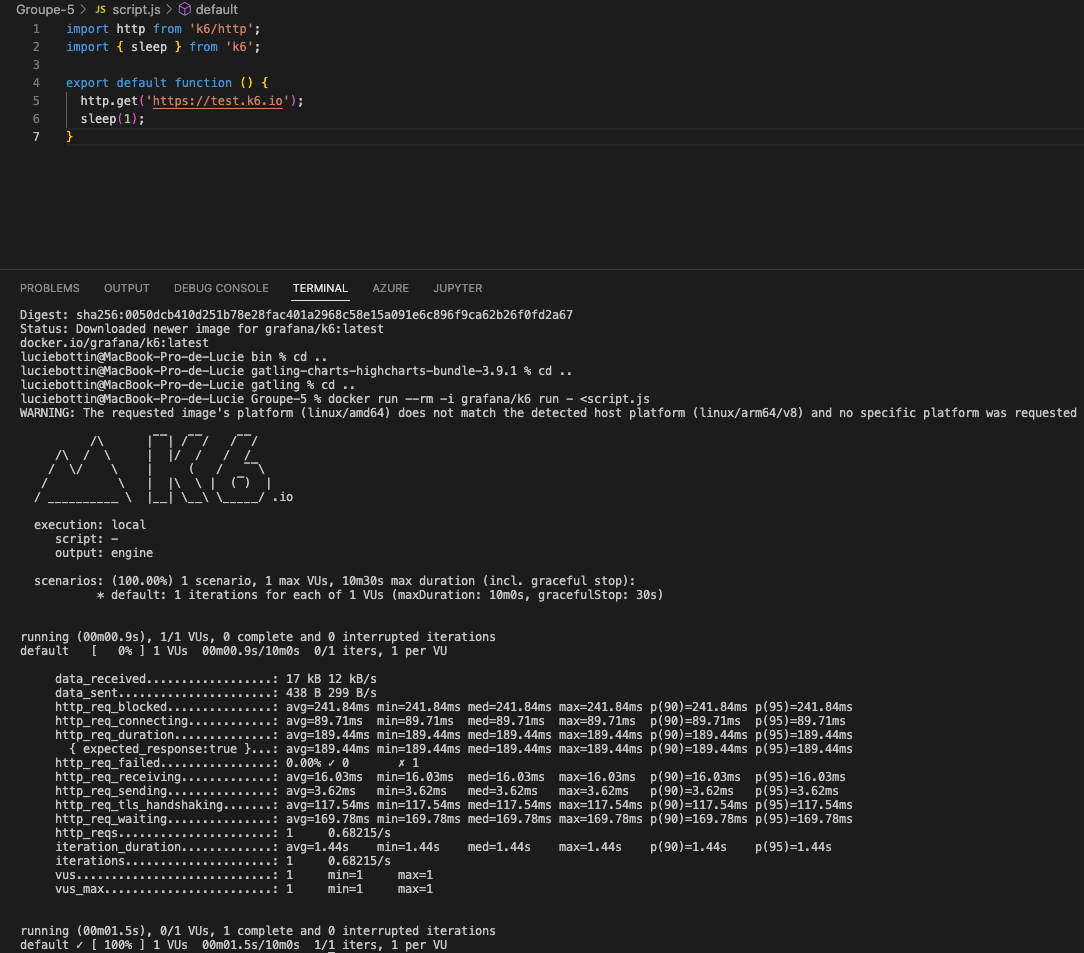 Groupe-5 > JS script.js > default
1 import http from 'k6/http';
2 import { sleep } from 'k6';
3
4 export default function () {
5   http.get('https://test.k6.io');
6   sleep(1);
7 }
PROBLEMS OUTPUT DEBUG CONSOLE TERMINAL AZURE JUPYTER
Digest: sha256:0050dcb410d251b78e28fac401a2968c58e15a091e6c896f9ca62b26f0fd2a67
Status: Downloaded newer image for grafana/k6:latest
docker.io/grafana/k6:latest
luciebottin@MacBook-Pro-de-Lucie bin % cd ..
luciebottin@MacBook-Pro-de-Lucie gatling-charts-highcharts-bundle-3.9.1 % cd ..
luciebottin@MacBook-Pro-de-Lucie gatling % cd ..
luciebottin@MacBook-Pro-de-Lucie Groupe-5 % docker run --rm -i grafana/k6 run - <script.js
WARNING: The requested image's platform (linux/amd64) does not match the detected host platform (linux/arm64/v8) and no specific platform was requested
K6 .io
execution: local
script: -
output: engine
scenarios: (100.00%) 1 scenario, 1 max VUs, 10m30s max duration (incl. graceful stop):
* default: 1 iterations for each of 1 VUs (maxDuration: 10m0s, gracefulStop: 30s)
running (00m00.9s), 1/1 VUs, 0 complete and 0 interrupted iterations
default   [   0% ] 1 VUs  00m00.9s/10m0s  0/1 iters, 1 per VU
data_received..................: 17 kB 12 kB/s
data_sent......................: 438 B 299 B/s
http_req_blocked...............: avg=241.84ms min=241.84ms med=241.84ms max=241.84ms p(90)=241.84ms p(95)=241.84ms
http_req_connecting............: avg=89.71ms  min=89.71ms  med=89.71ms  max=89.71ms  p(90)=89.71ms  p(95)=89.71ms
http_req_duration..............: avg=189.44ms min=189.44ms med=189.44ms max=189.44ms p(90)=189.44ms p(95)=189.44ms
{ expected_response:true }...: avg=189.44ms min=189.44ms med=189.44ms max=189.44ms p(90)=189.44ms p(95)=189.44ms
http_req_failed................: 0.00% ✓ 0       ✗ 1
http_req_receiving.............: avg=16.03ms  min=16.03ms  med=16.03ms  max=16.03ms  p(90)=16.03ms  p(95)=16.03ms
http_req_sending...............: avg=3.62ms   min=3.62ms   med=3.62ms   max=3.62ms   p(90)=3.62ms   p(95)=3.62ms
http_req_tls_handshaking.......: avg=117.54ms min=117.54ms med=117.54ms max=117.54ms p(90)=117.54ms p(95)=117.54ms
http_req_waiting...............: avg=169.78ms min=169.78ms med=169.78ms max=169.78ms p(90)=169.78ms p(95)=169.78ms
http_reqs......................: 1     0.68215/s
iteration_duration.............: avg=1.44s    min=1.44s    med=1.44s    max=1.44s    p(90)=1.44s    p(95)=1.44s
iterations.....................: 1     0.68215/s
vus............................: 1     min=1     max=1
vus_max........................: 1     min=1     max=1
running (00m01.5s), 0/1 VUs, 1 complete and 0 interrupted iterations
default ✓ [ 100% ] 1 VUs  00m01.5s/10m0s  1/1 iters, 1 per VU